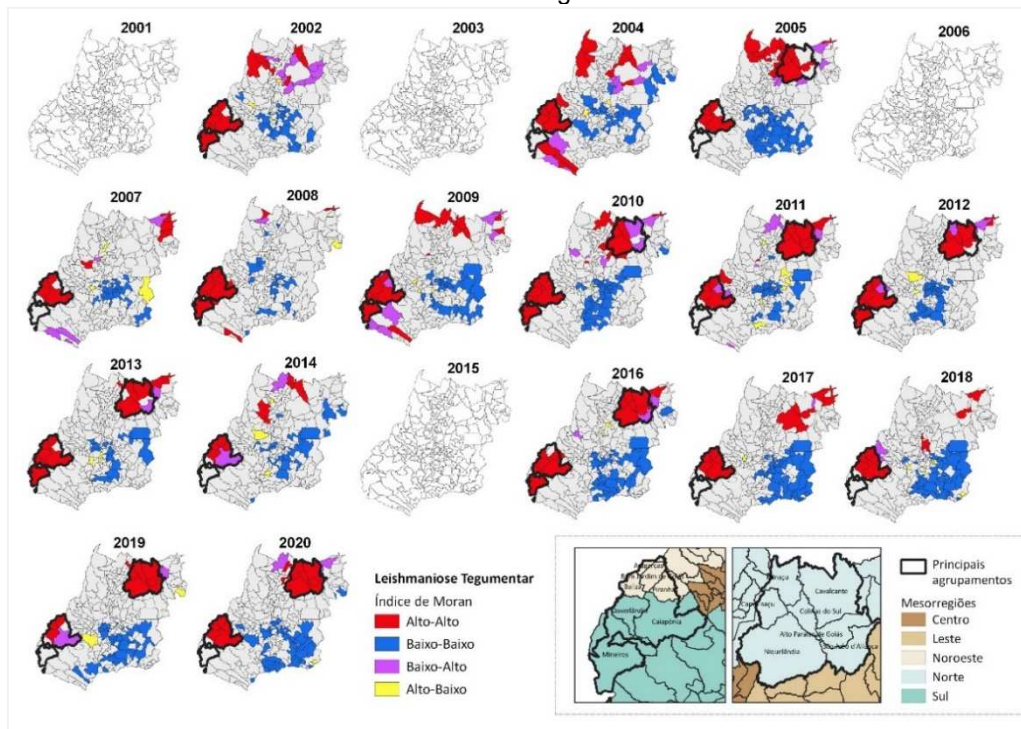 2001 2002 2003 2004 2005 2006
2007 2008 2009 2010 2011 2012
2013 2014 2015 2016 2017 2018
2019 2020
Leishmaniose Tegumentar
Índice de Moran
Alto-Alto
Baixo-Baixo
Baixo-Alto
Alto-Baixo
Caiapônia
Mineiros
Cavalcante
Colinas do Sul
Alto Paraíso de Goiás
Niquelândia
Principais
agrupamentos
Mesorregiões
Centro
Leste
Noroeste
Norte
Sul